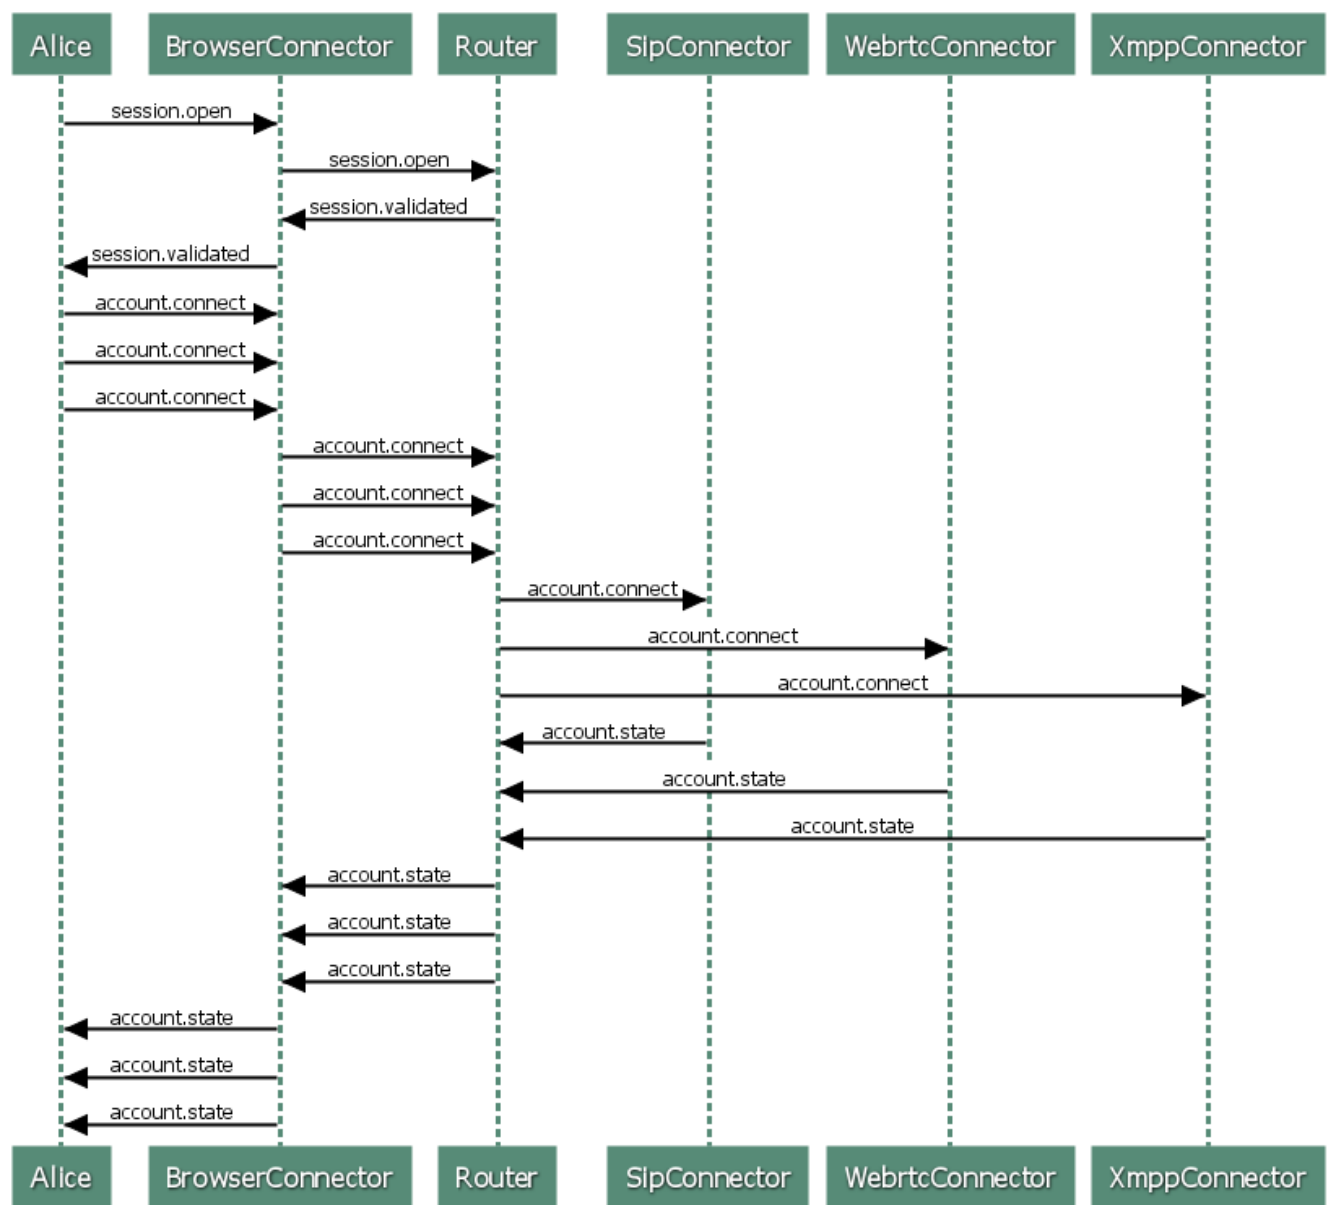 Alice BrowserConnector Router SipConnector WebrtcConnector XmppConnector
session.open
session.open
session.validated
session.validated
account.connect
account.connect
account.connect
account.connect
account.connect
account.connect
account.connect
account.connect
account.connect
account.state
account.state
account.state
account.state
account.state
account.state
account.state
account.state
account.state
Alice BrowserConnector Router SipConnector WebrtcConnector XmppConnector